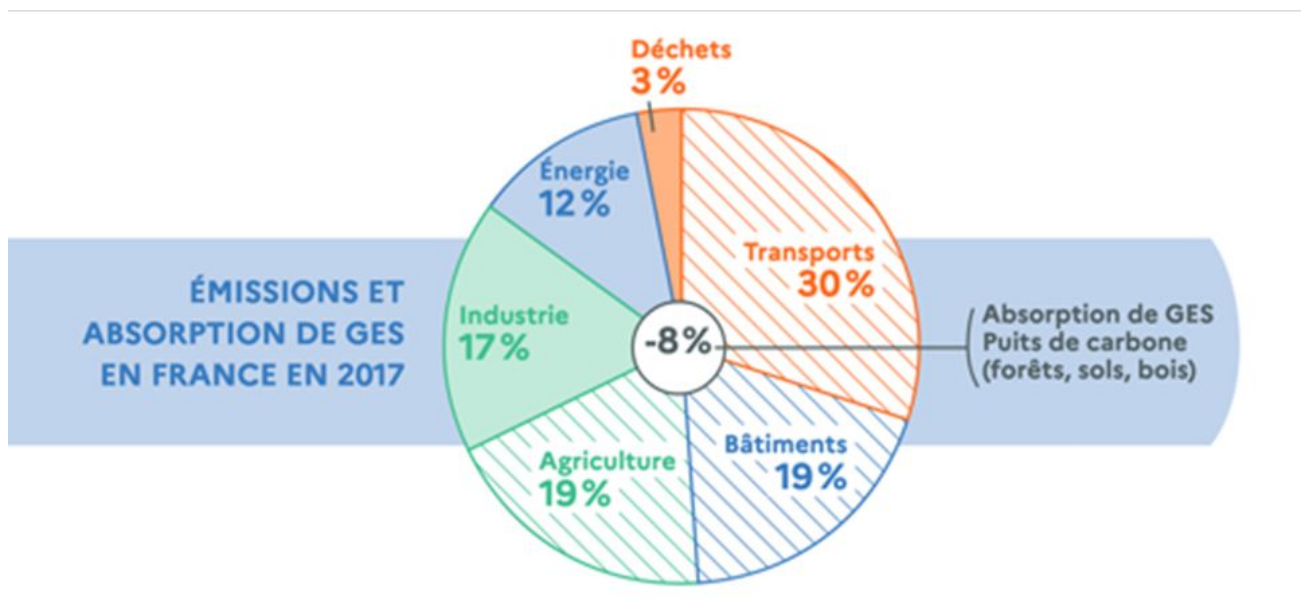 Déchets
3%
Énergie
12%
Transports
30%
ÉMISSIONS ET
ABSORPTION DE GES
EN FRANCE EN 2017
Industrie
17%
-8%
Absorption de GES
Puits de carbone
(forêts, sols, bois)
Agriculture
19%
Bâtiments
19%